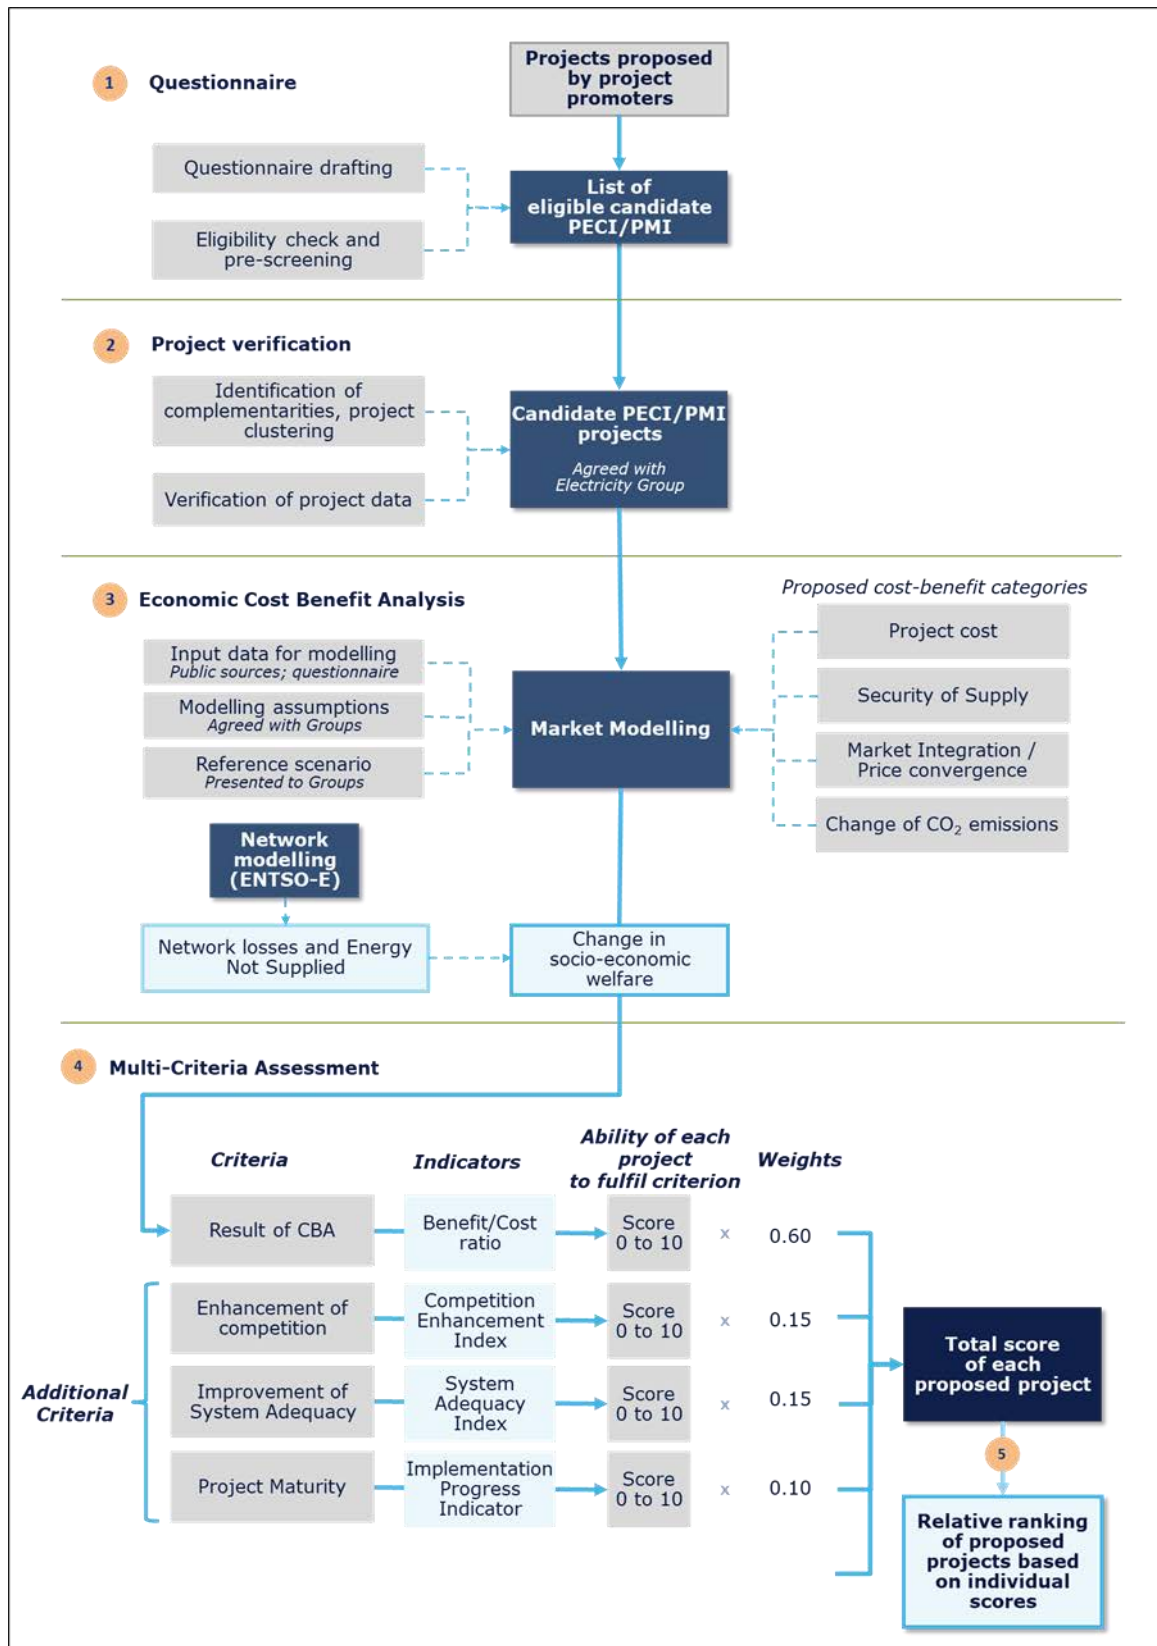 1
Questionnaire
Projects proposed
by project
promoters
Questionnaire drafting
Eligibility check and
pre-screening
List of
eligible candidate
PECI/PMI
2
Project verification
Identification of
complementarities, project
clustering
Verification of project data
Candidate PECI/PMI
projects
Agreed with
Electricity Group
3
Economic Cost Benefit Analysis
Proposed cost-benefit categories
Input data for modelling
Public sources; questionnaire
Modelling assumptions
Agreed with Groups
Reference scenario
Presented to Groups
Market Modelling
Project cost
Security of Supply
Market Integration /
Price convergence
Change of CO₂ emissions
Network
modelling
(ENTSO-E)
Network losses and Energy
Not Supplied
Change in
socio-economic
welfare
4
Multi-Criteria Assessment
Criteria
Indicators
Ability of each
project
to fulfil criterion
Weights
Result of CBA
Benefit/Cost
ratio
Score
0 to 10
x
0.60
Enhancement of
competition
Competition
Enhancement
Index
Score
0 to 10
x
0.15
Additional
Criteria
Improvement of
System Adequacy
System
Adequacy
Index
Score
0 to 10
x
0.15
Project Maturity
Implementation
Progress
Indicator
Score
0 to 10
x
0.10
Total score
of each
proposed project
5
Relative ranking
of proposed
projects based
on individual
scores